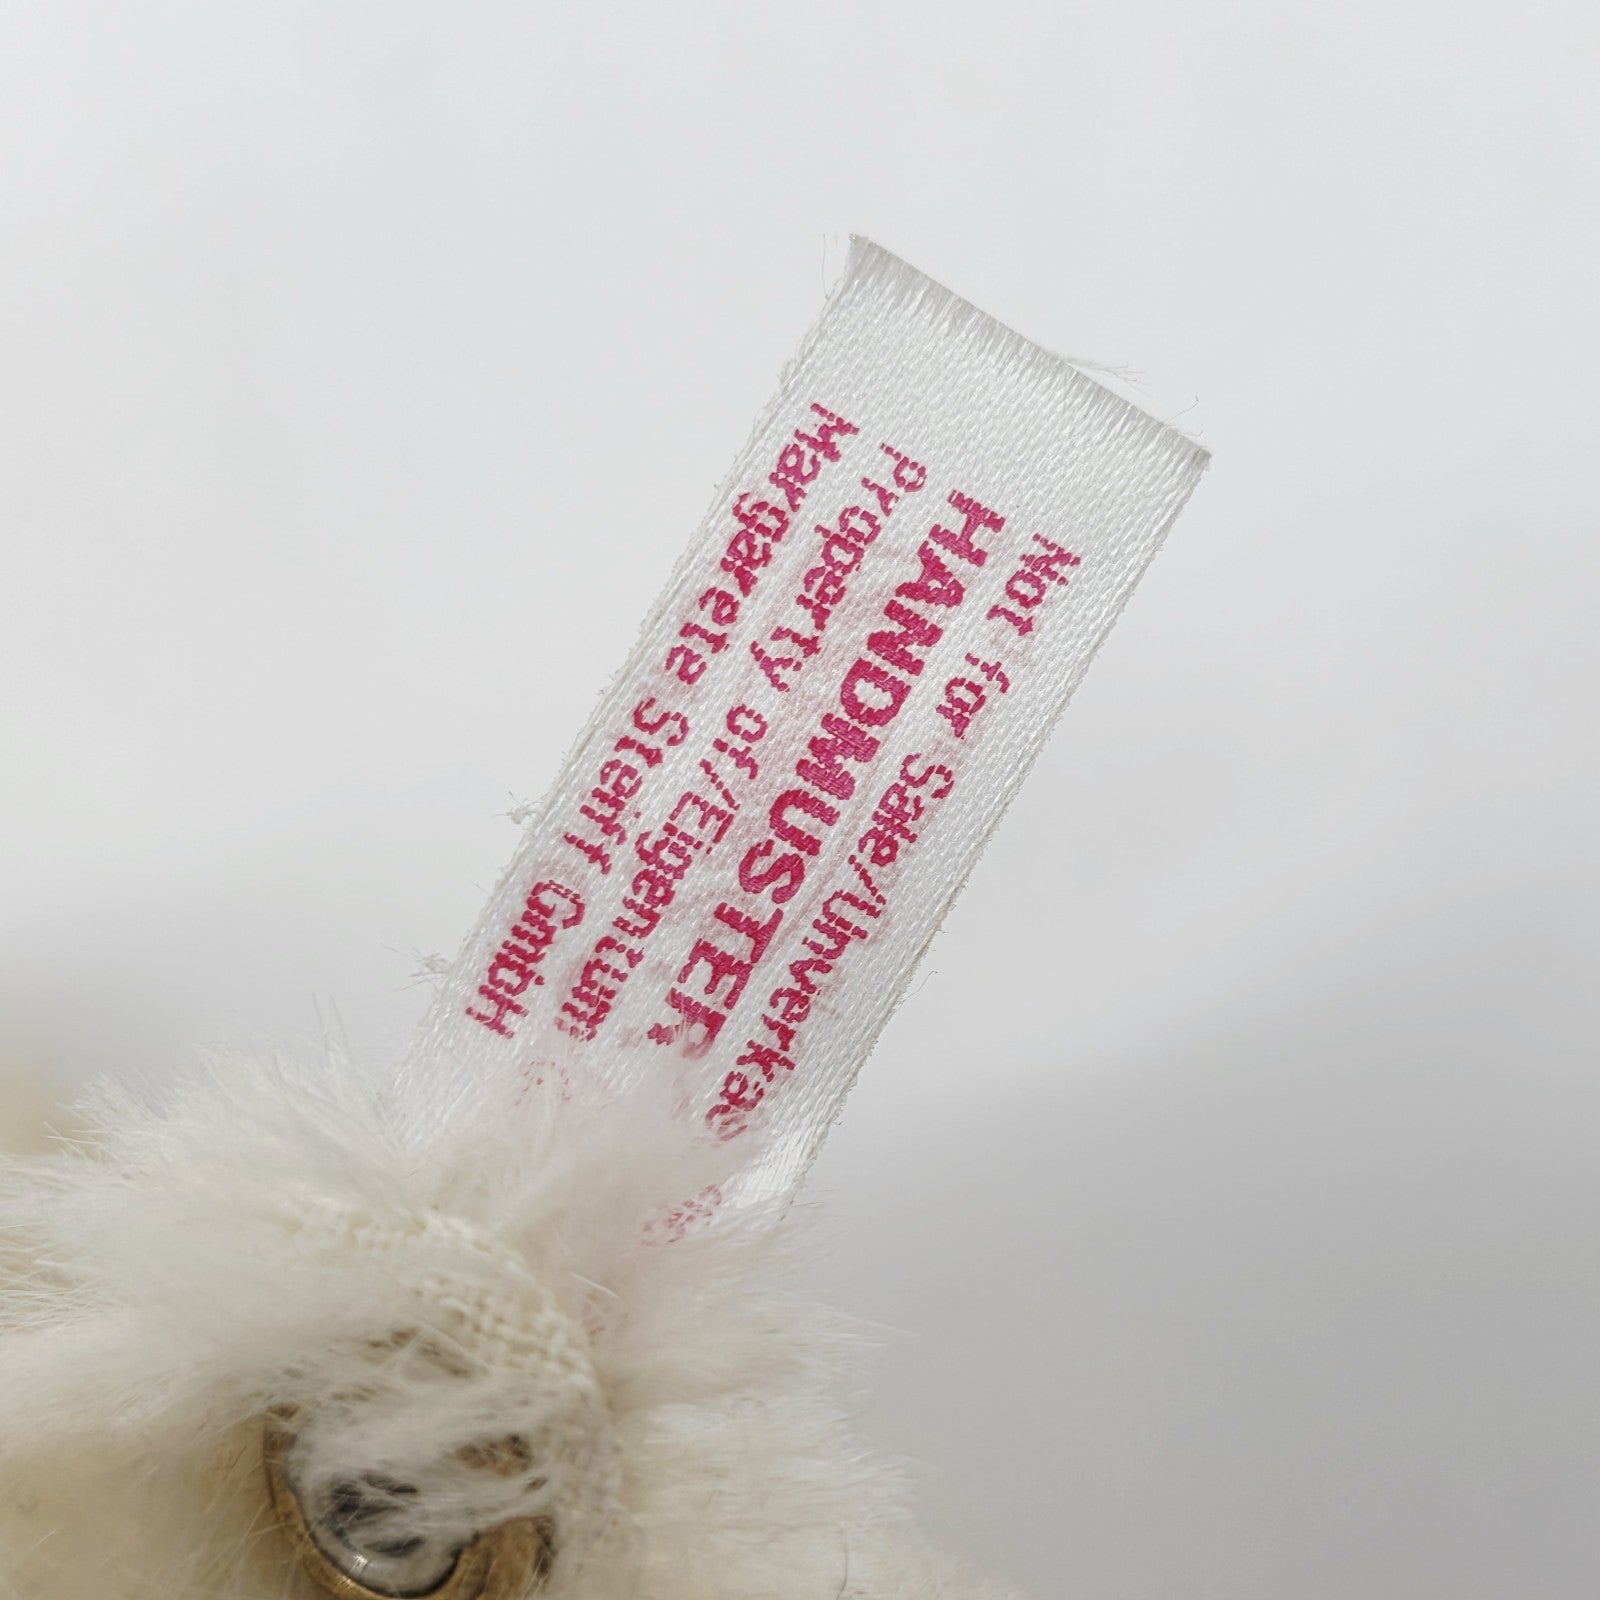 Not for Sale/Unverkäu
HANDMUSTER
Property of/Eigentum
Margarete Steiff GmbH